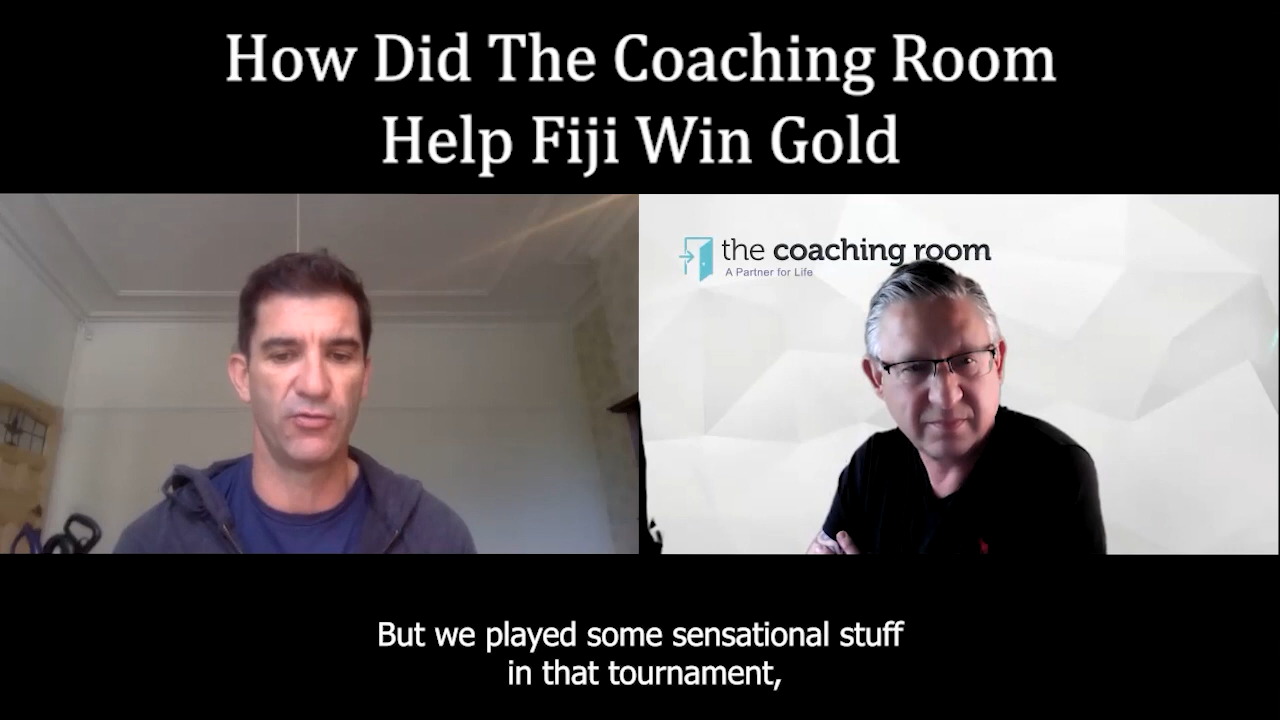 How Did The Coaching Room
Help Fiji Win Gold
the coaching room
A Partner for Life
But we played some sensational stuff
in that tournament,